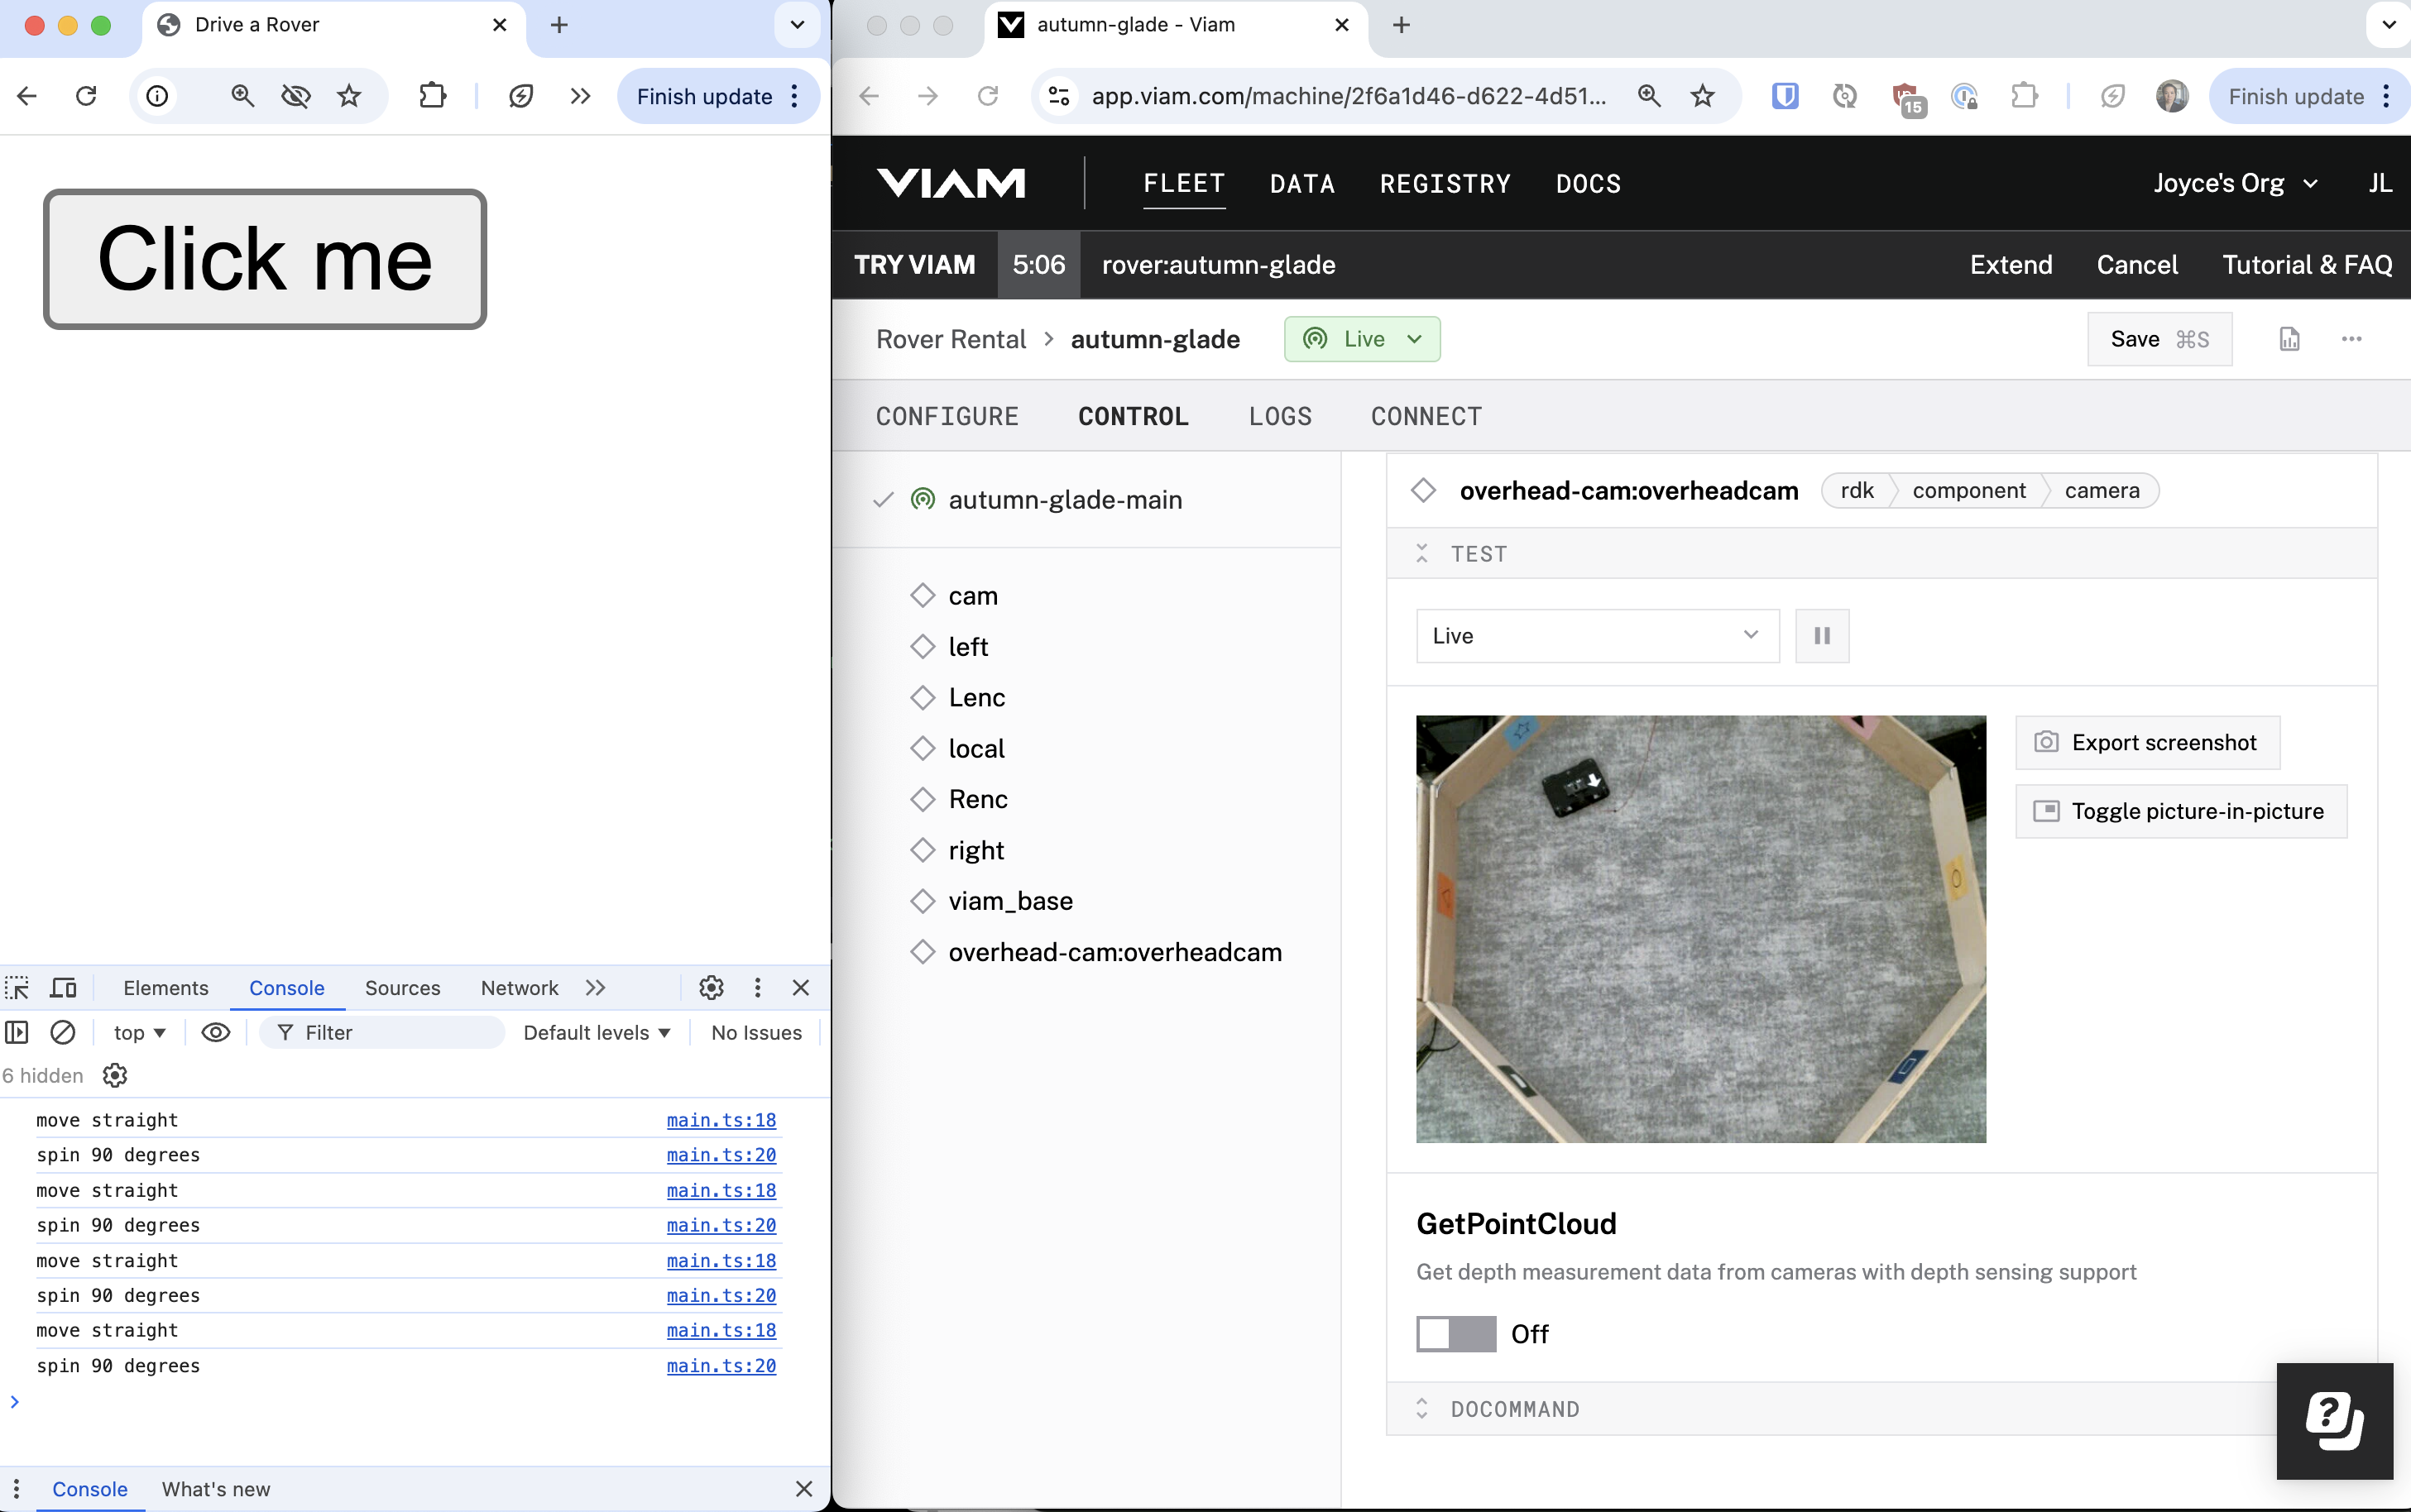 Drive a Rover
Finish update
Click me
Elements Console Sources Network
top Filter Default levels No Issues
6 hidden
move straight main.ts:18
spin 90 degrees main.ts:20
move straight main.ts:18
spin 90 degrees main.ts:20
move straight main.ts:18
spin 90 degrees main.ts:20
move straight main.ts:18
spin 90 degrees main.ts:20
Console What's new
autumn-glade - Viam
app.viam.com/machine/2f6a1d46-d622-4d51...
15
Finish update
VIAM FLEET DATA REGISTRY DOCS Joyce's Org JL
TRY VIAM 5:06 rover:autumn-glade Extend Cancel Tutorial & FAQ
Rover Rental > autumn-glade Live Save ⌘S
CONFIGURE CONTROL LOGS CONNECT
autumn-glade-main
cam
left
Lenc
local
Renc
right
viam_base
overhead-cam:overheadcam
overhead-cam:overheadcam rdk component camera
TEST
Live
Export screenshot
Toggle picture-in-picture
GetPointCloud
Get depth measurement data from cameras with depth sensing support
Off
DOCOMMAND